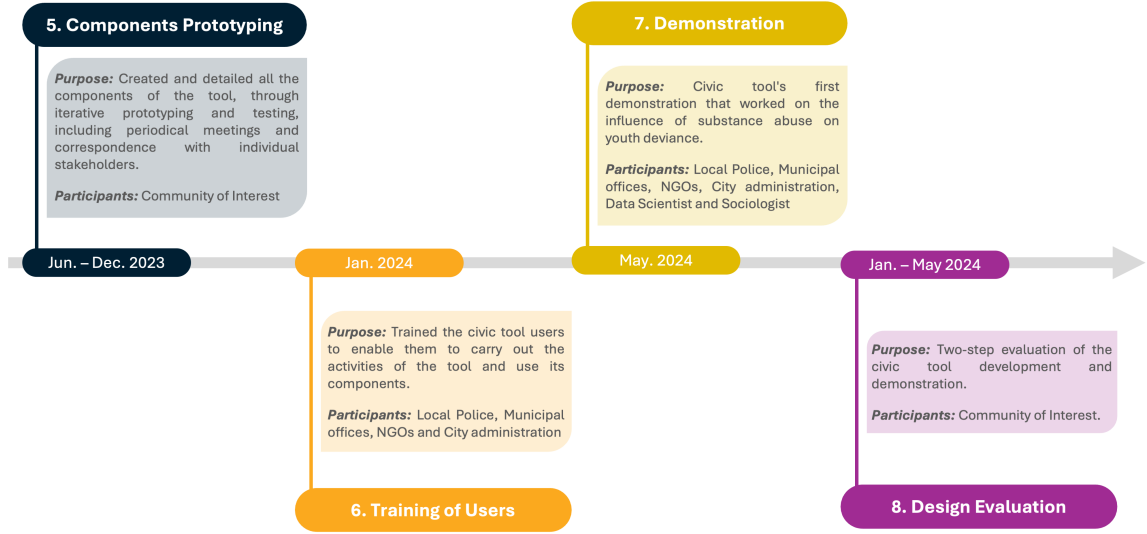 5. Components Prototyping
Purpose: Created and detailed all the
components of the tool, through
iterative prototyping and testing,
including periodical meetings and
correspondence with individual
stakeholders.
Participants: Community of Interest
Jun. – Dec. 2023
Jan. 2024
Purpose: Trained the civic tool users
to enable them to carry out the
activities of the tool and use its
components.
Participants: Local Police, Municipal
offices, NGOs and City administration
6. Training of Users
7. Demonstration
Purpose: Civic tool's first
demonstration that worked on the
influence of substance abuse on
youth deviance.
Participants: Local Police, Municipal
offices, NGOs, City administration,
Data Scientist and Sociologist
May. 2024
Jan. – May 2024
Purpose: Two-step evaluation of the
civic tool development and
demonstration.
Participants: Community of Interest.
8. Design Evaluation